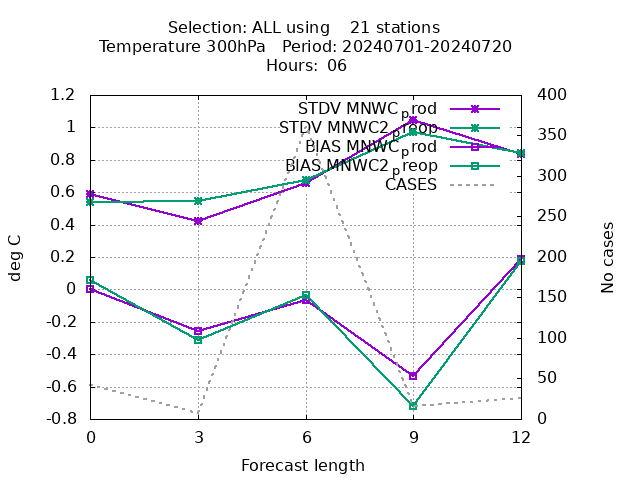 Selection: ALL using    21 stations
Temperature 300hPa   Period: 20240701-20240720
Hours:  06
STDV MNWC_prod
STDV MNWC2_preop
BIAS MNWC_prod
BIAS MNWC2_preop
CASES
1.2
1
0.8
0.6
0.4
0.2
0
-0.2
-0.4
-0.6
-0.8
deg C
400
350
300
250
200
150
100
50
0
No cases
0 3 6 9 12
Forecast length